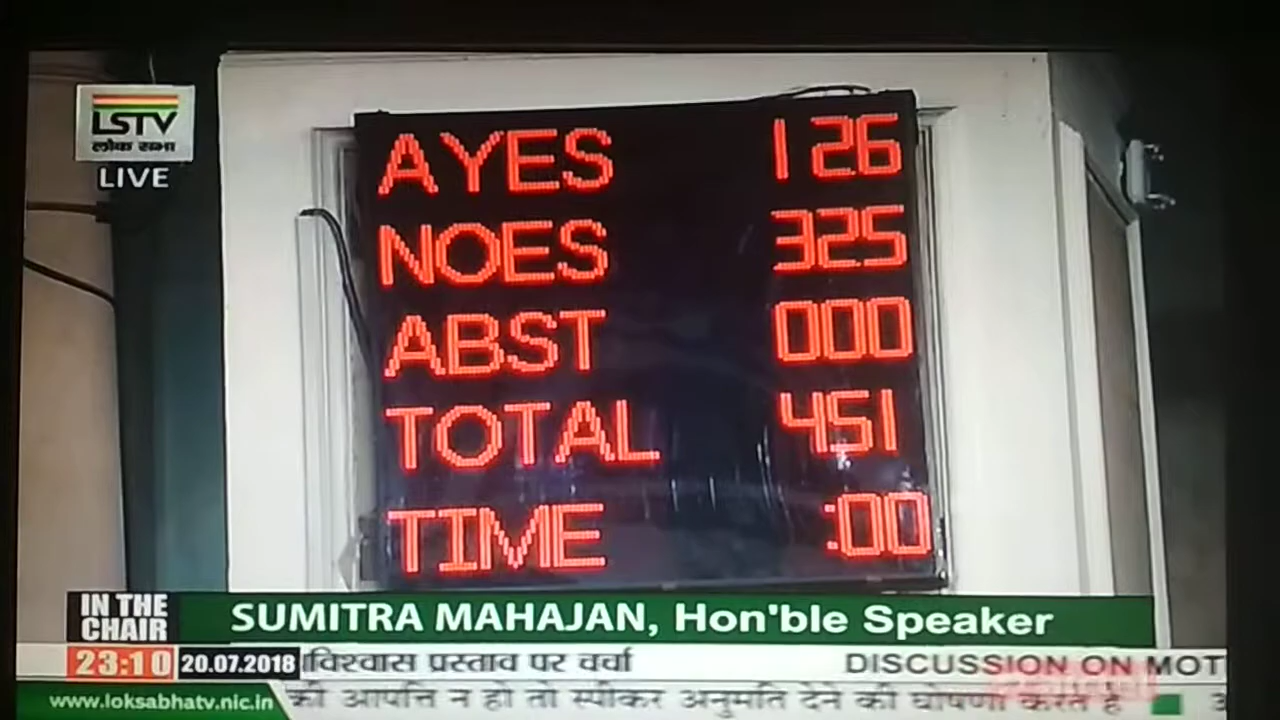 LSTV
लोक सभा
LIVE
AYES 126
NOES 325
ABST 000
TOTAL 451
TIME :00
IN THE CHAIR
SUMITRA MAHAJAN, Hon'ble Speaker
23:10 20.07.2018 विश्वास प्रस्ताव पर चर्चा DISCUSSION ON MOT
www.loksabhatv.nic.in की आपत्ति न हो तो स्पीकर अनुमति देने की घोषणा करते है